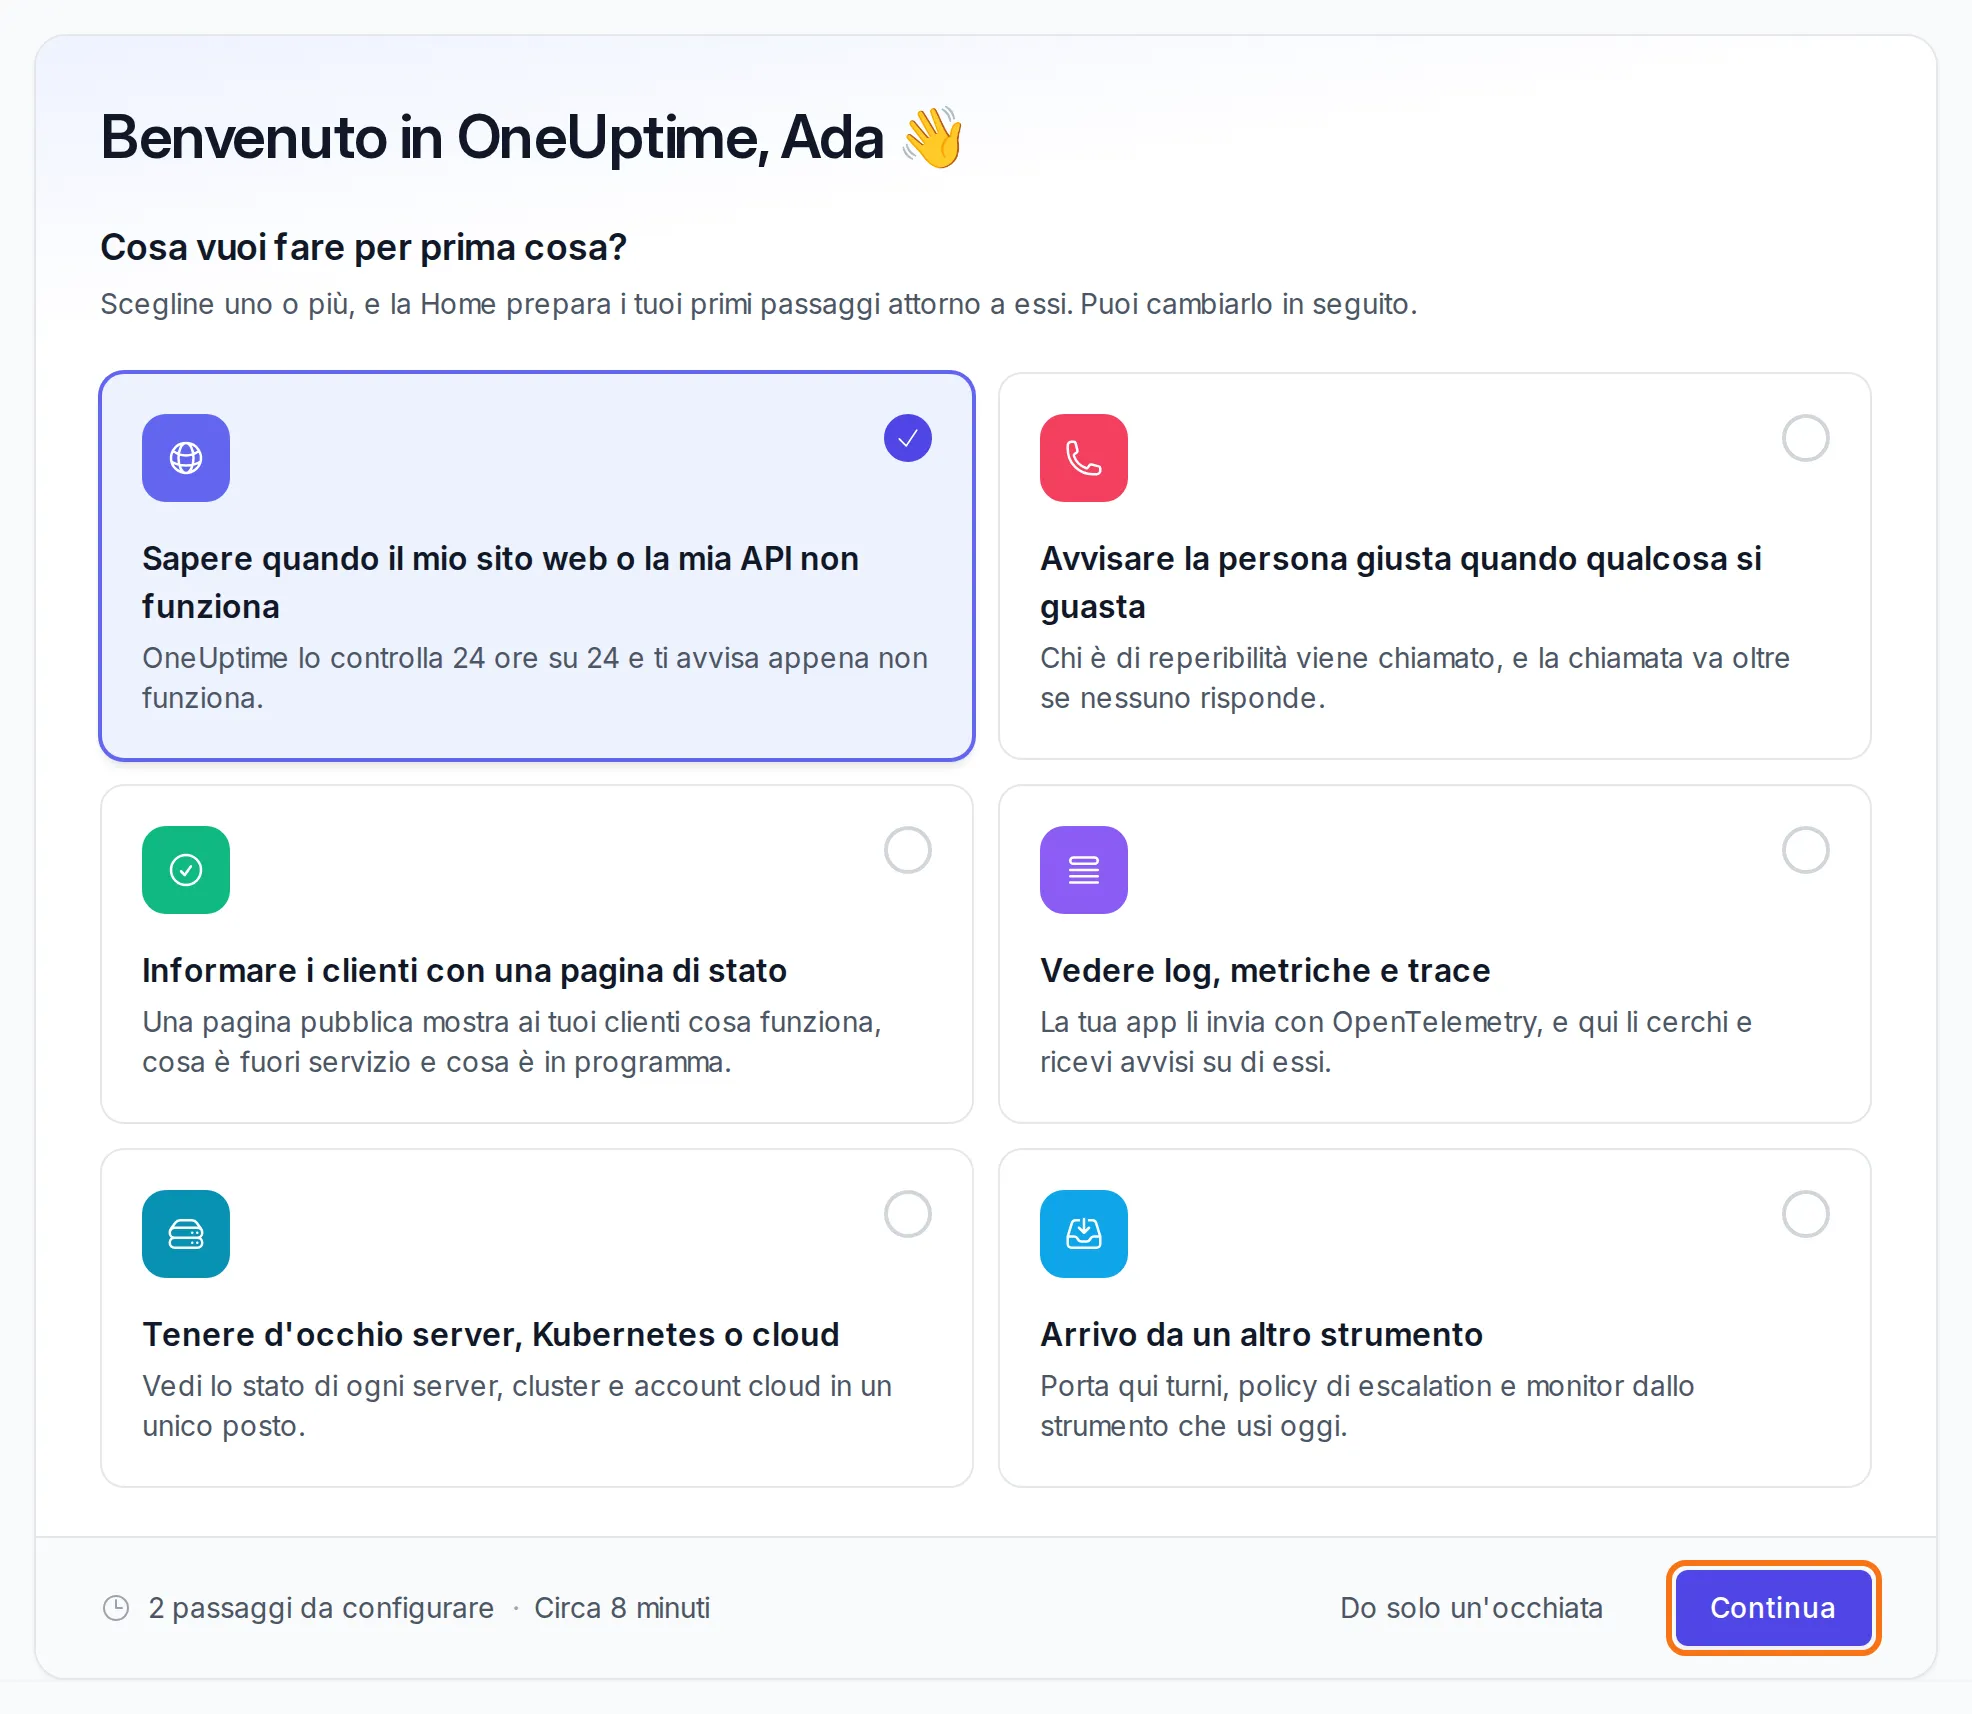 Benvenuto in OneUptime, Ada 👋
Cosa vuoi fare per prima cosa?
Scegline uno o più, e la Home prepara i tuoi primi passaggi attorno a essi. Puoi cambiarlo in seguito.
Sapere quando il mio sito web o la mia API non
funziona
OneUptime lo controlla 24 ore su 24 e ti avvisa appena non
funziona.
Avvisare la persona giusta quando qualcosa si
guasta
Chi è di reperibilità viene chiamato, e la chiamata va oltre
se nessuno risponde.
Informare i clienti con una pagina di stato
Una pagina pubblica mostra ai tuoi clienti cosa funziona,
cosa è fuori servizio e cosa è in programma.
Vedere log, metriche e trace
La tua app li invia con OpenTelemetry, e qui li cerchi e
ricevi avvisi su di essi.
Tenere d'occhio server, Kubernetes o cloud
Vedi lo stato di ogni server, cluster e account cloud in un
unico posto.
Arrivo da un altro strumento
Porta qui turni, policy di escalation e monitor dallo
strumento che usi oggi.
2 passaggi da configurare · Circa 8 minuti
Do solo un'occhiata
Continua